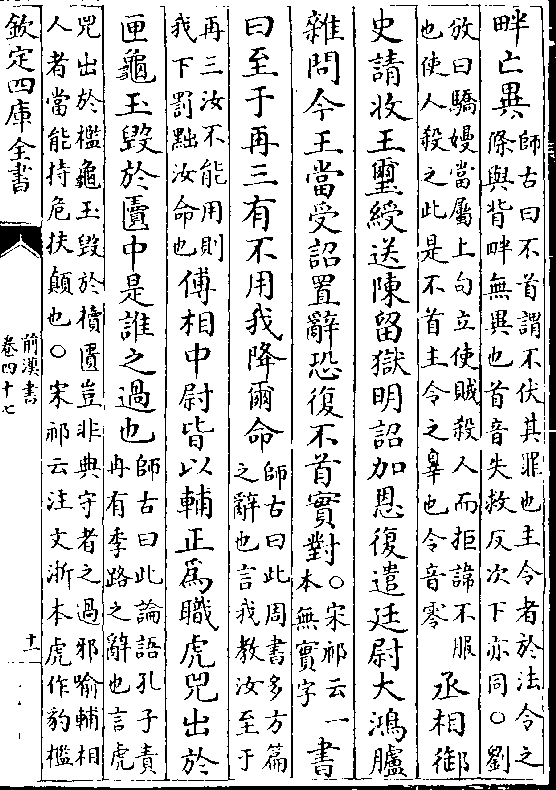 畔亡異師古曰不首謂不伏其罪也主令者於法令之條與背畔無異也首音失救反次下亦同○劉
攽曰驕嫚當屬上句立使賊殺人而拒諱不服也使人殺之此是不首主令之辠也令音零丞相御
史請收王璽綬送陳留獄明詔加恩復遣廷尉大鴻臚
雜問今王當受詔置辭恐復不首實對○宋祁云一本無實字書
曰至于再三有不用我降爾命師古曰此周書多方篇之辭也言我教汝至于
再三汝不能用則我下罰黜汝命也傅相中尉皆以輔正爲職虎兕出於
匣龜玉毀於匵中是誰之過也師古曰此論語孔子責冉有季路之辭也言虎
兕出於檻龜玉毀於櫝匵豈非典守者之過邪喻輔相人者當能持危扶顛也○宋祁云注文浙本虎作豹檻
欽定四庫全書
前漢書
卷四十七
十一